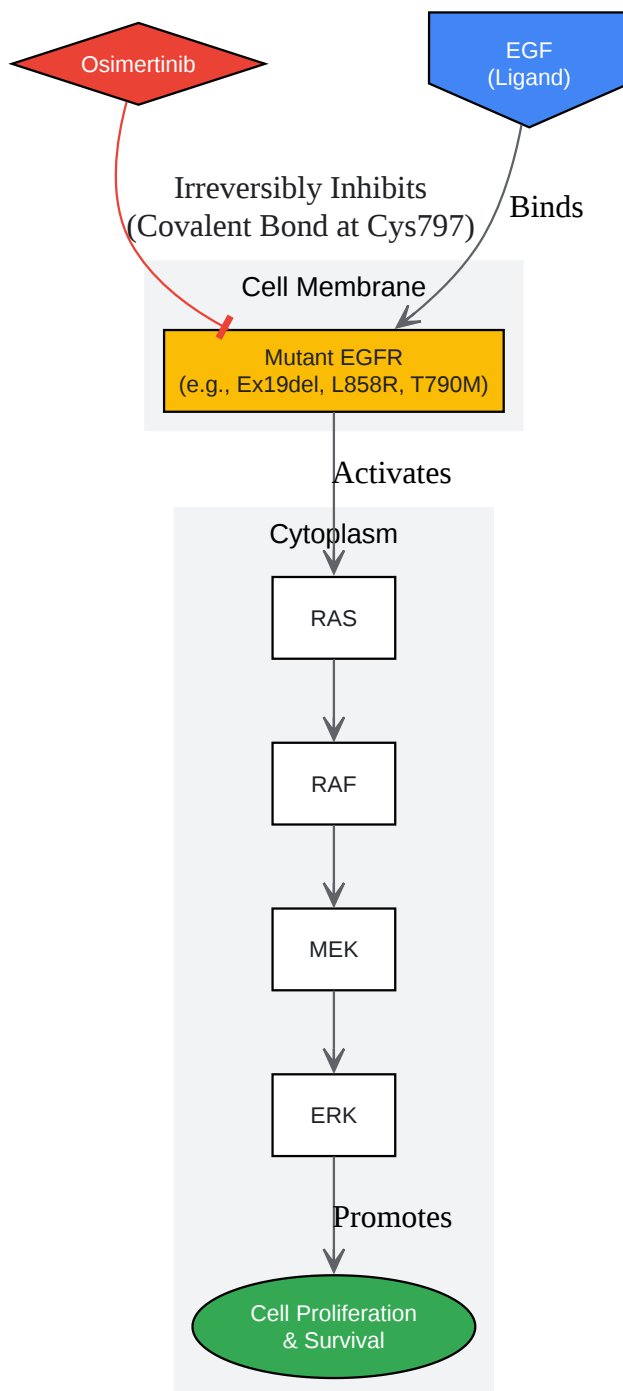 Osimertinib
EGF
(Ligand)
Irreversibly Inhibits
(Covalent Bond at Cys797)
Binds
Cell Membrane
Mutant EGFR
(e.g., Ex19del, L858R, T790M)
Activates
Cytoplasm
RAS
RAF
MEK
ERK
Promotes
Cell Proliferation
& Survival